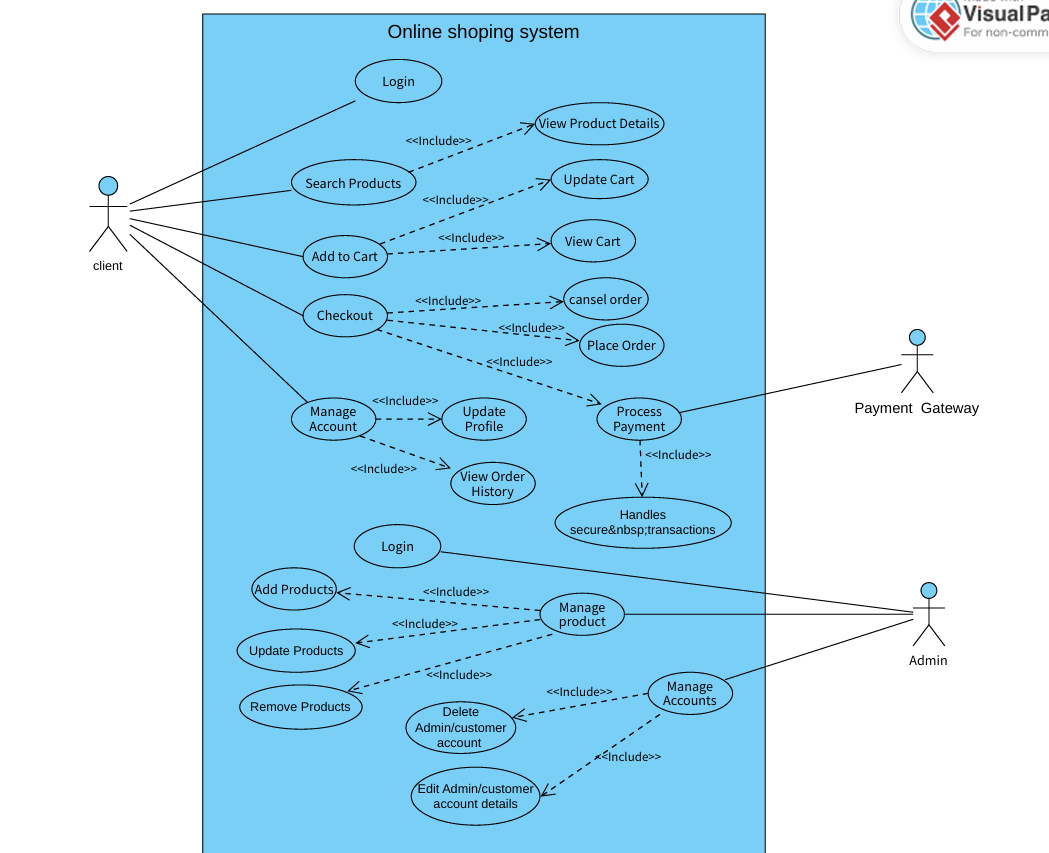 Online shoping system
VisualPa
For non-comm
Login
View Product Details
<<Include>>
Search Products
Update Cart
<<Include>>
<<Include>>
View Cart
Add to Cart
client
<<Include>>
cansel order
Checkout
<<Include>>
Place Order
<<Include>>
<<Include>>
Manage
Account
Update
Profile
Process
Payment
Payment Gateway
<<Include>>
<<Include>>
View Order
History
Handles
secure&nbsp;transactions
Login
Add Products
<<Include>>
Manage
product
<<Include>>
Update Products
Admin
<<Include>>
Remove Products
<<Include>>
Manage
Accounts
Delete
Admin/customer
account
<<Include>>
Edit Admin/customer
account details